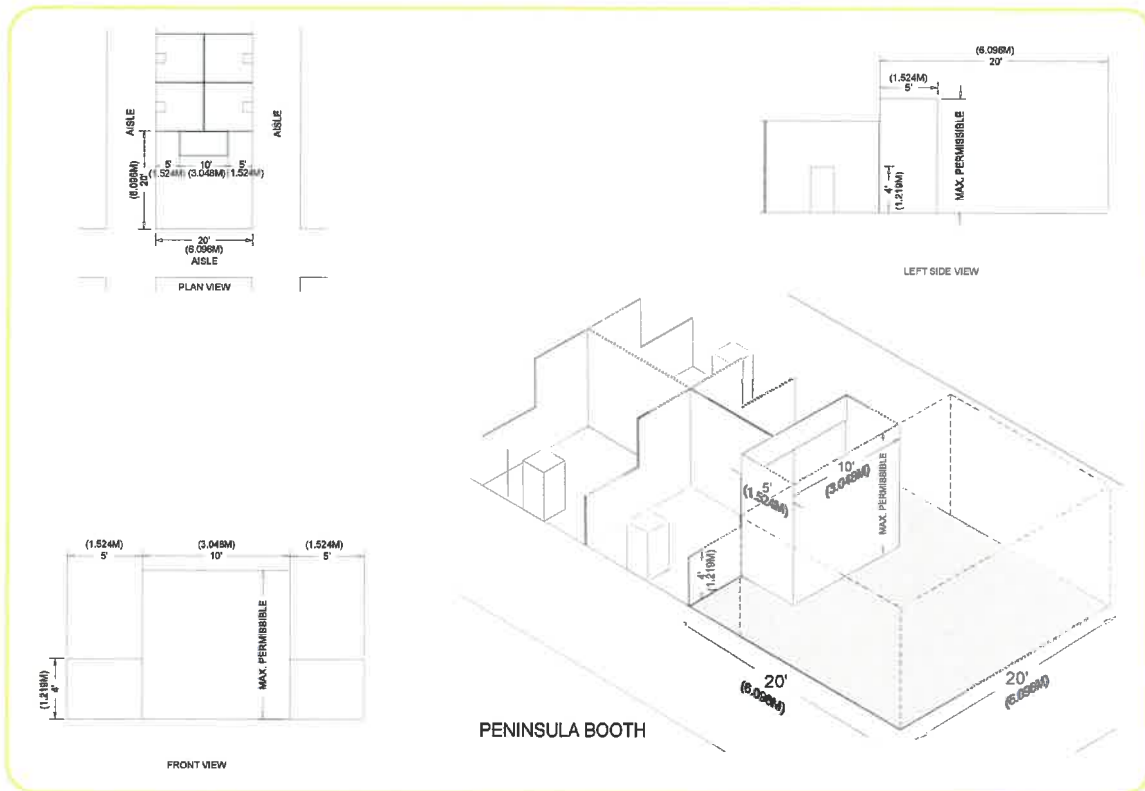 AISLE
AISLE
5' 10' 5'
(1.524M) (3.048M) (1.524M)
20'
(6.096M)
20'
(6.096M)
AISLE
PLAN VIEW
(6.096M)
20'
(1.524M)
5'
MAX. PERMISSIBLE
4'
(1.219M)
LEFT SIDE VIEW
(1.524M) (3.048M) (1.524M)
5' 10' 5'
MAX. PERMISSIBLE
(1.219M)
4'
FRONT VIEW
5'
(1.524M)
10'
(3.048M)
MAX. PERMISSIBLE
4'
(1.219M)
20'
(6.096M)
20'
(6.096M)
PENINSULA BOOTH